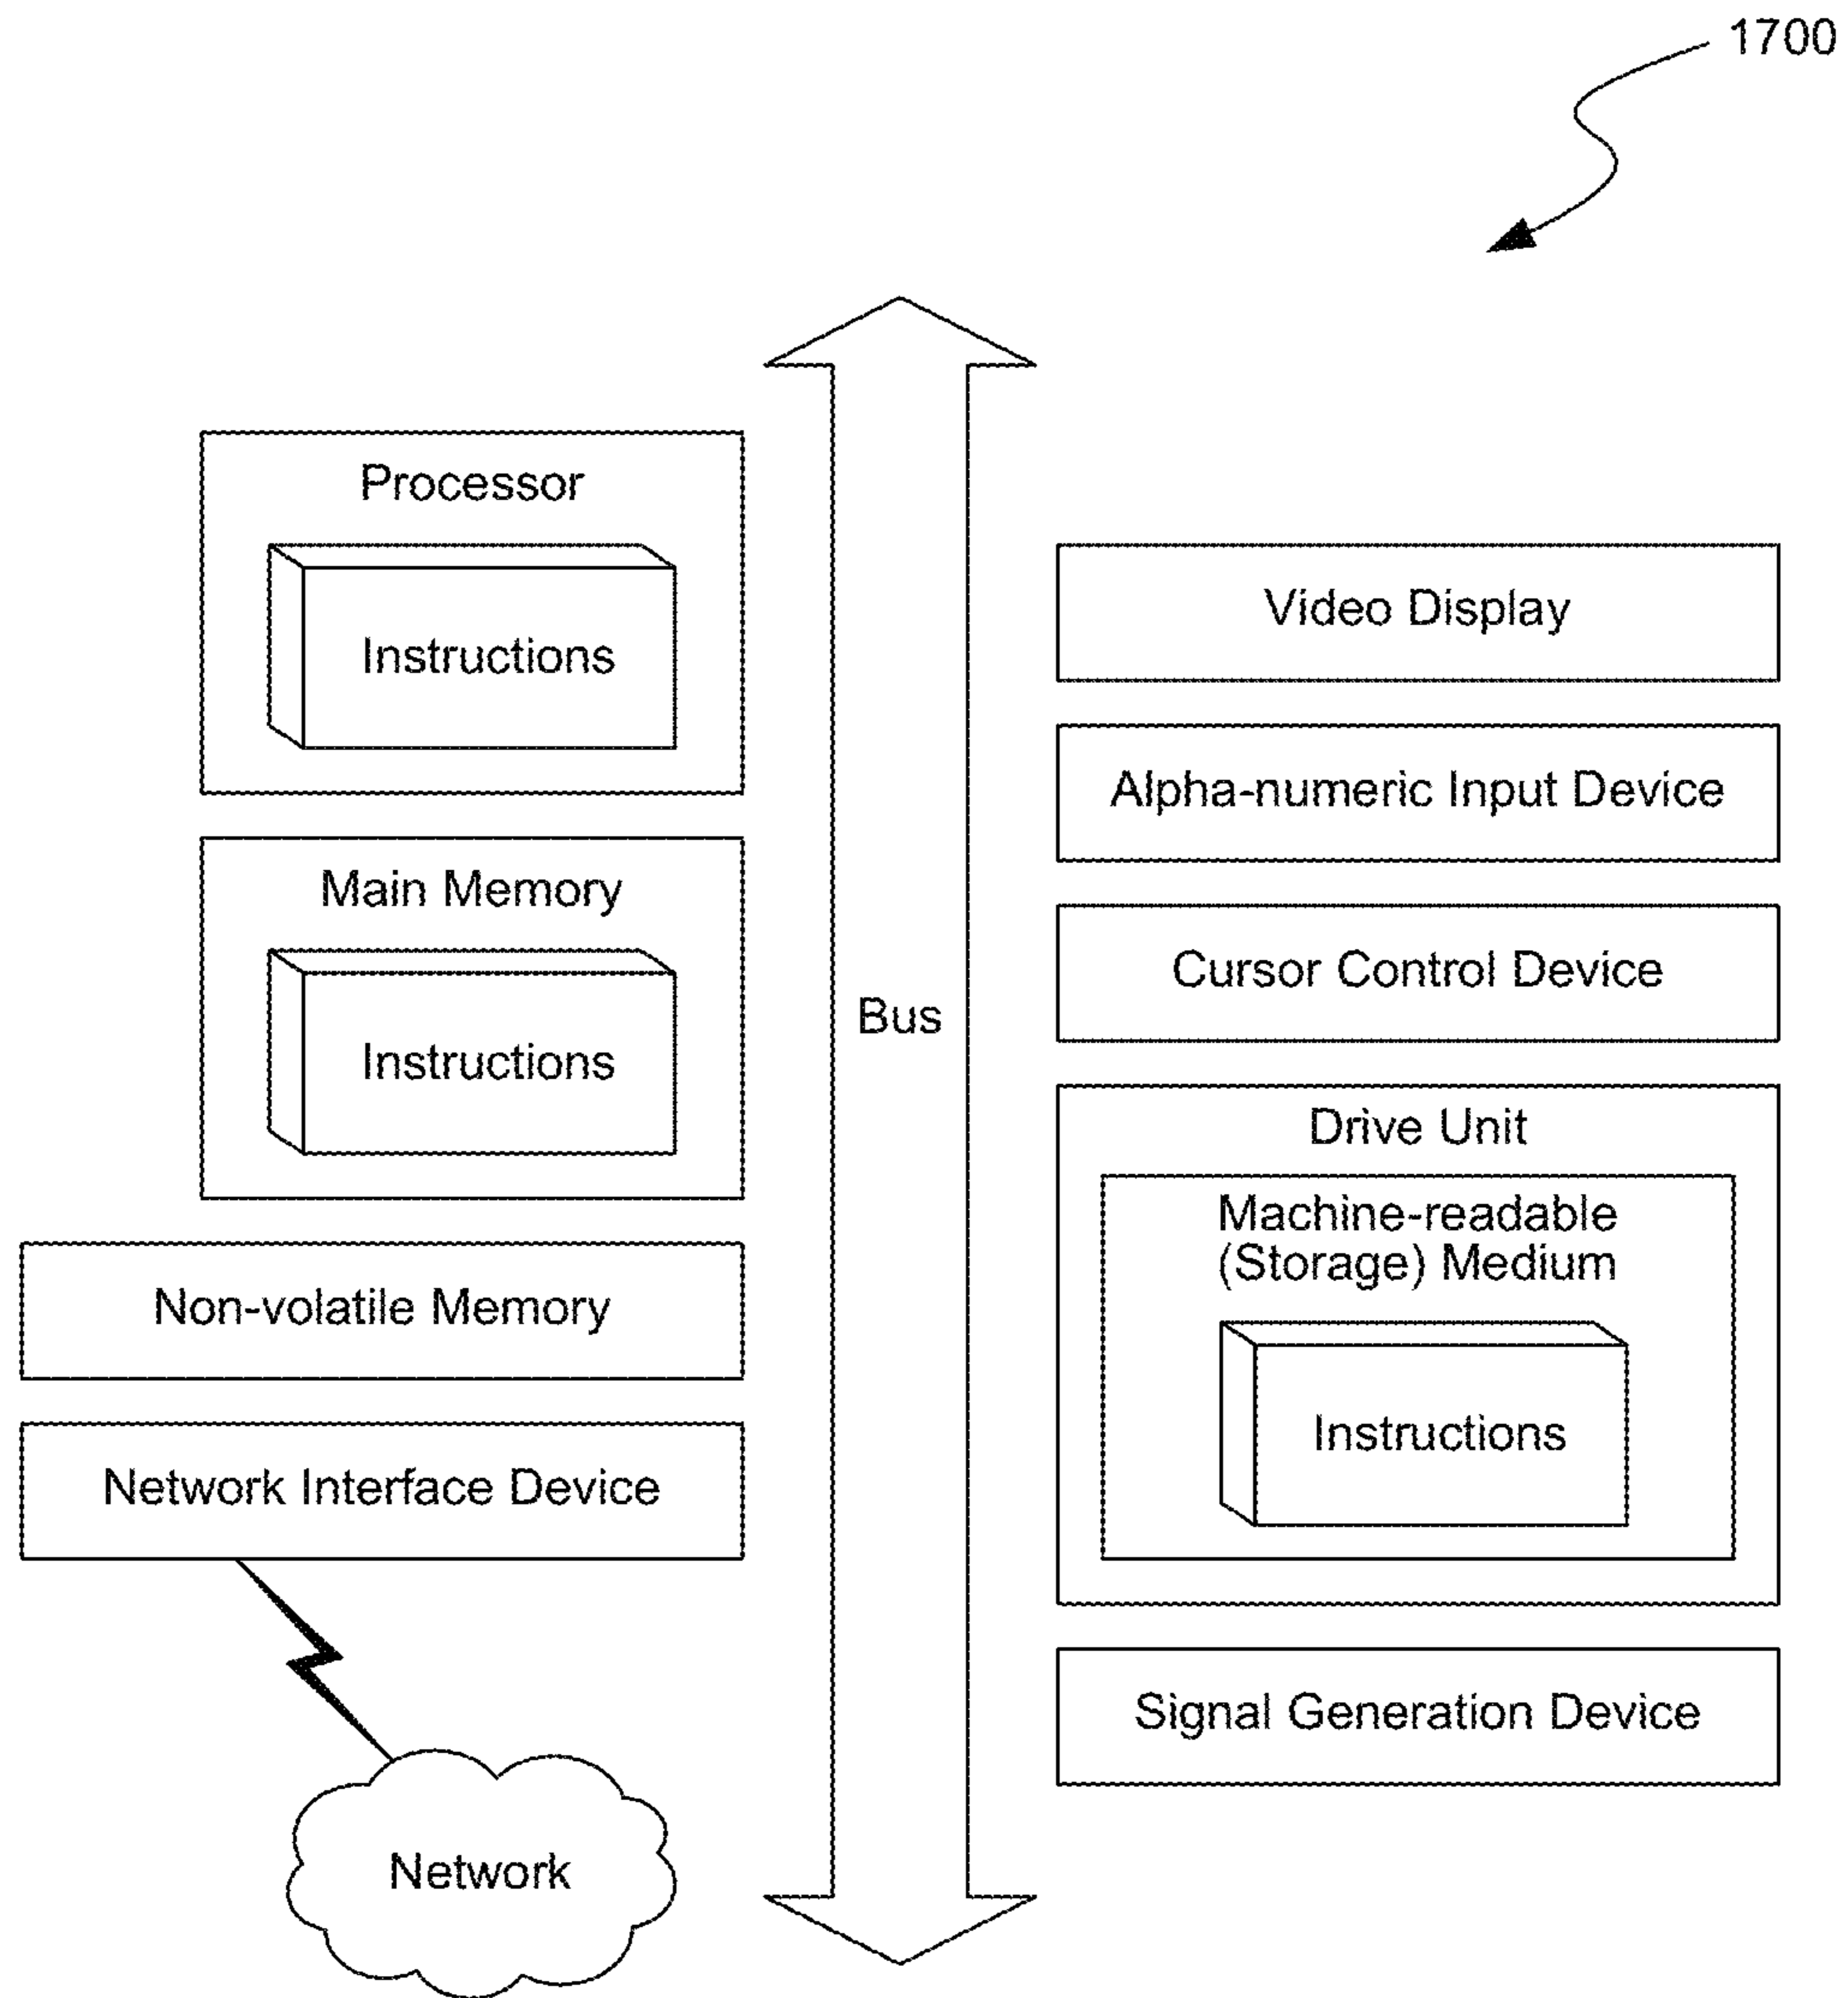 1700
Processor
Instructions
Main Memory
Instructions
Non-volatile Memory
Network Interface Device
Network
Bus
Video Display
Alpha-numeric Input Device
Cursor Control Device
Drive Unit
Machine-readable
(Storage) Medium
Instructions
Signal Generation Device